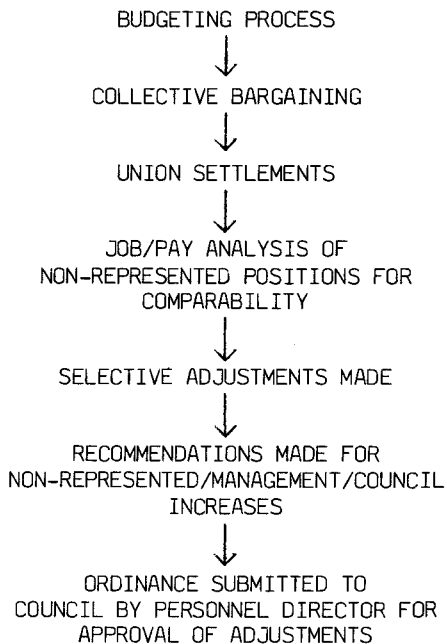 BUDGETING PROCESS
COLLECTIVE BARGAINING
UNION SETTLEMENTS
JOB/PAY ANALYSIS OF
NON-REPRESENTED POSITIONS FOR
COMPARABILITY
SELECTIVE ADJUSTMENTS MADE
RECOMMENDATIONS MADE FOR
NON-REPRESENTED/MANAGEMENT/COUNCIL
INCREASES
ORDINANCE SUBMITTED TO
COUNCIL BY PERSONNEL DIRECTOR FOR
APPROVAL OF ADJUSTMENTS